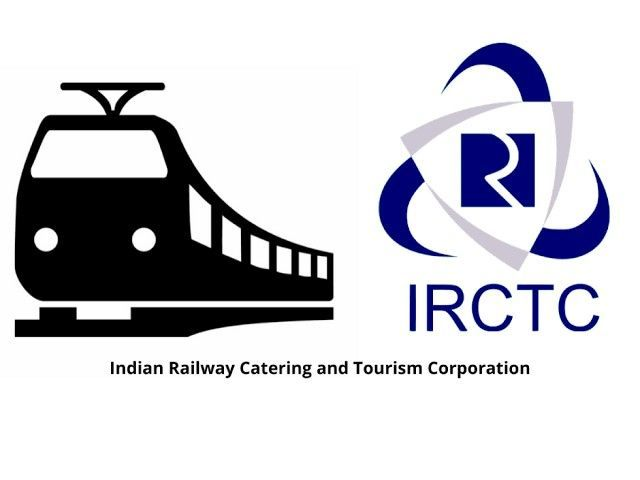 R
IRCTC
Indian Railway Catering and Tourism Corporation